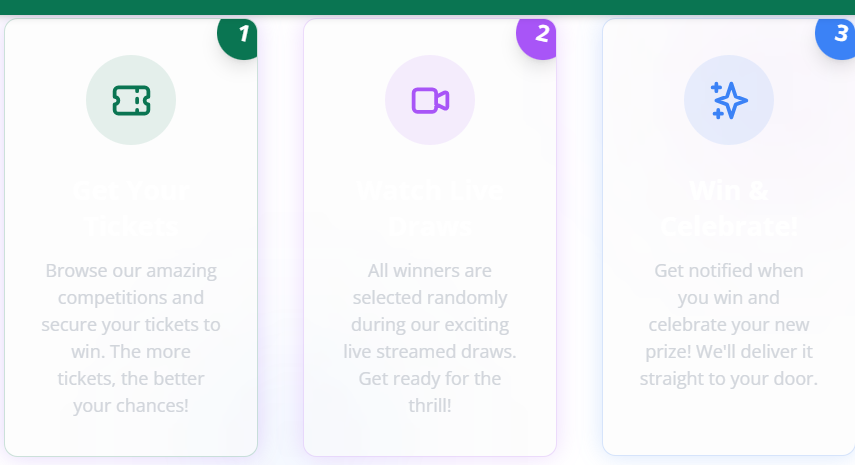 1
Get Your
Tickets
Browse our amazing
competitions and
secure your tickets to
win. The more
tickets, the better
your chances!
2
Watch Live
Draws
All winners are
selected randomly
during our exciting
live streamed draws.
Get ready for the
thrill!
3
Win &
Celebrate!
Get notified when
you win and
celebrate your new
prize! We'll deliver it
straight to your door.